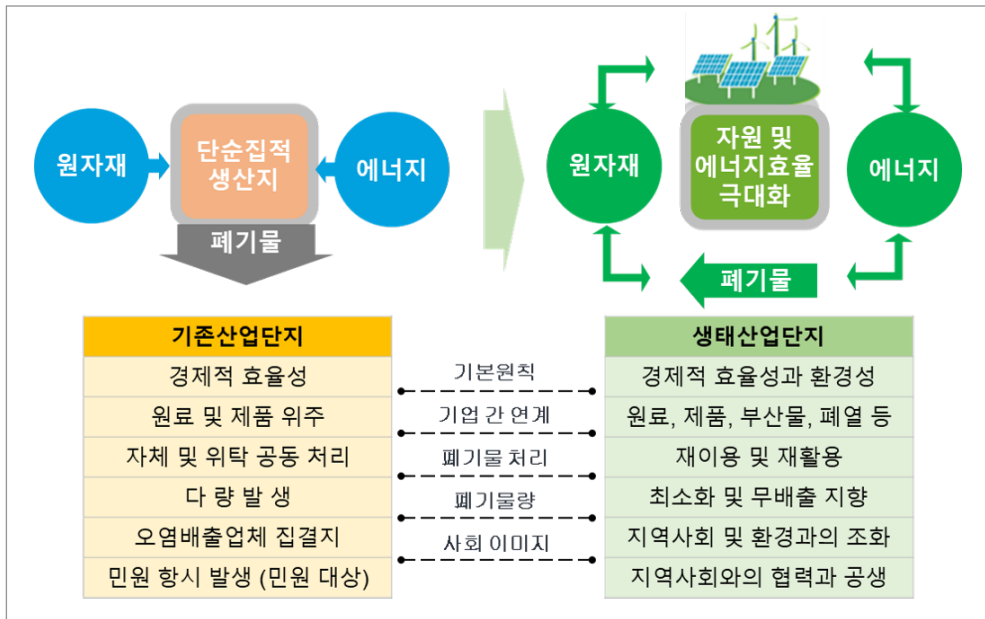 원자재
단순집적
생산지
에너지
폐기물
원자재
자원 및
에너지효율
극대화
에너지
폐기물
기존산업단지
경제적 효율성
원료 및 제품 위주
자체 및 위탁 공동 처리
다 량 발 생
오염배출업체 집결지
민원 항시 발생 (민원 대상)
기본원칙
기업 간 연계
폐기물 처리
폐기물량
사회 이미지
생태산업단지
경제적 효율성과 환경성
원료, 제품, 부산물, 폐열 등
재이용 및 재활용
최소화 및 무배출 지향
지역사회 및 환경과의 조화
지역사회와의 협력과 공생